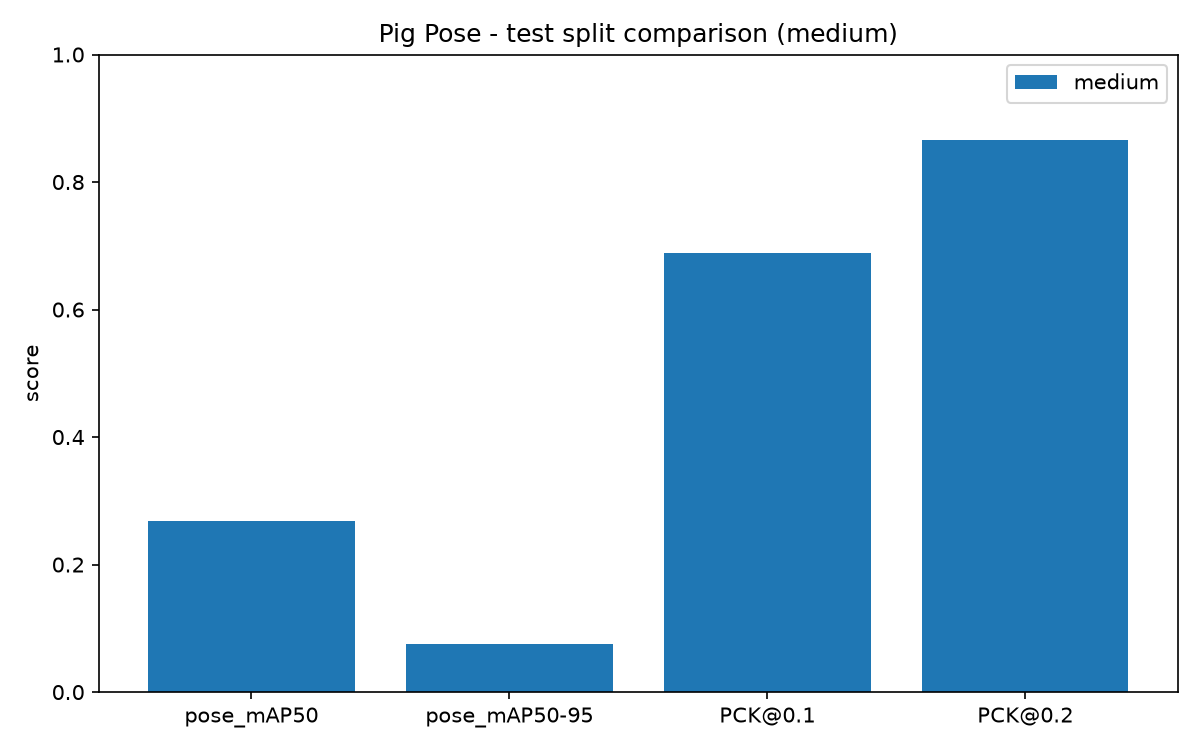 Pig Pose - test split comparison (medium)
medium
score
1.0
0.8
0.6
0.4
0.2
0.0
pose_mAP50
pose_mAP50-95
PCK@0.1
PCK@0.2